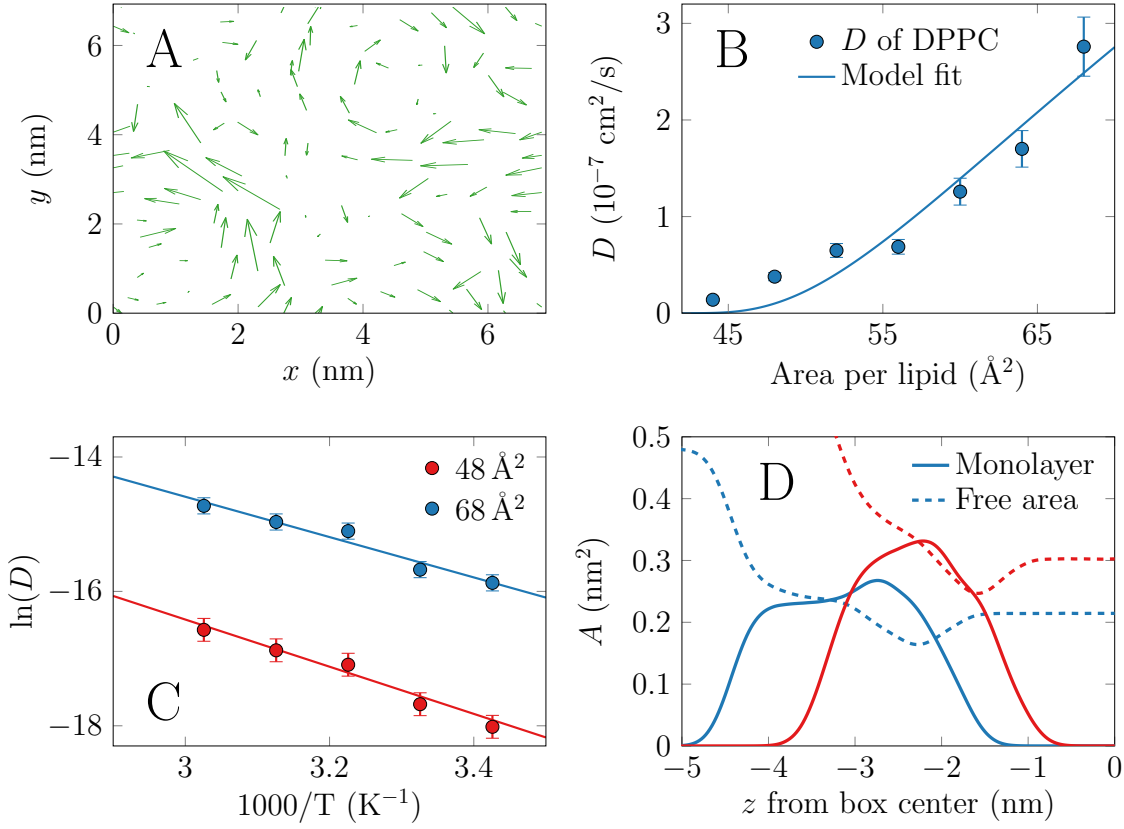 A
6
4
2
0
y (nm)
0
2
4
6
x (nm)
B
D of DPPC
Model fit
3
2
1
0
D (10⁻⁷ cm²/s)
45
55
65
Area per lipid (Å²)
C
48 Å²
68 Å²
−14
−16
−18
ln(D)
3
3.2
3.4
1000/T (K⁻¹)
D
Monolayer
Free area
0.5
0.4
0.3
0.2
0.1
0
A (nm²)
−5
−4
−3
−2
−1
0
z from box center (nm)